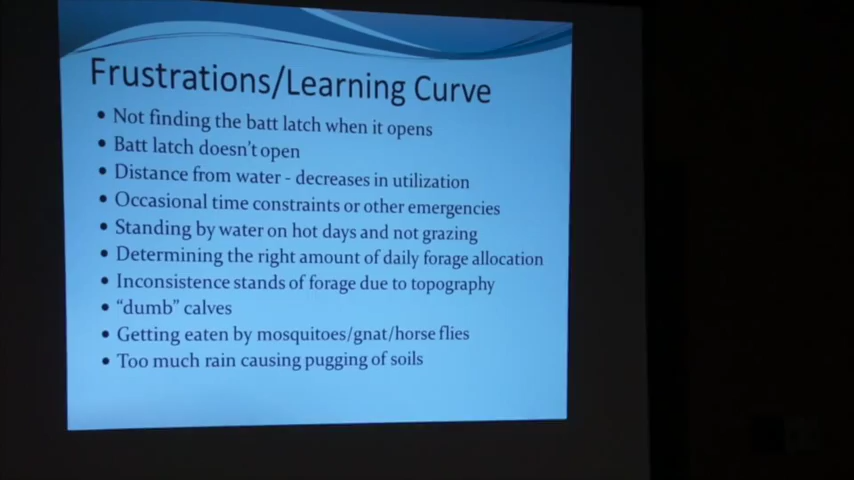 Frustrations/Learning Curve
• Not finding the batt latch when it opens
• Batt latch doesn't open
• Distance from water - decreases in utilization
• Occasional time constraints or other emergencies
• Standing by water on hot days and not grazing
• Determining the right amount of daily forage allocation
• Inconsistence stands of forage due to topography
• “dumb” calves
• Getting eaten by mosquitoes/gnat/horse flies
• Too much rain causing pugging of soils